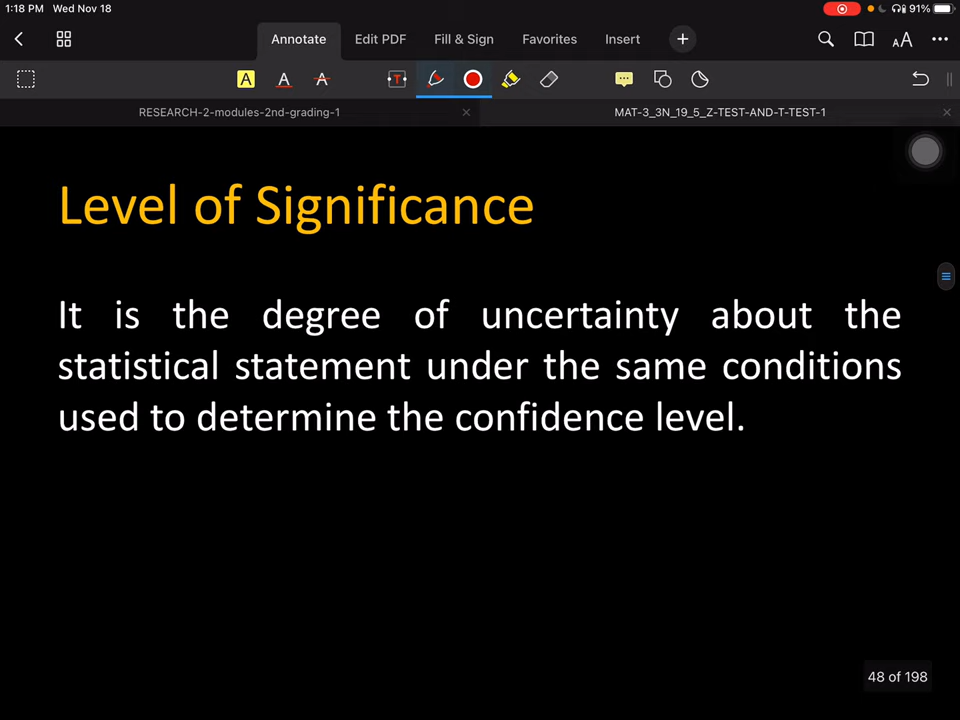 1:18 PM Wed Nov 18 91%
Annotate Edit PDF Fill & Sign Favorites Insert
A A A T AA
RESEARCH-2-modules-2nd-grading-1 MAT-3_3N_19_5_Z-TEST-AND-T-TEST-1
Level of Significance
It is the degree of uncertainty about the
statistical statement under the same conditions
used to determine the confidence level.
48 of 198